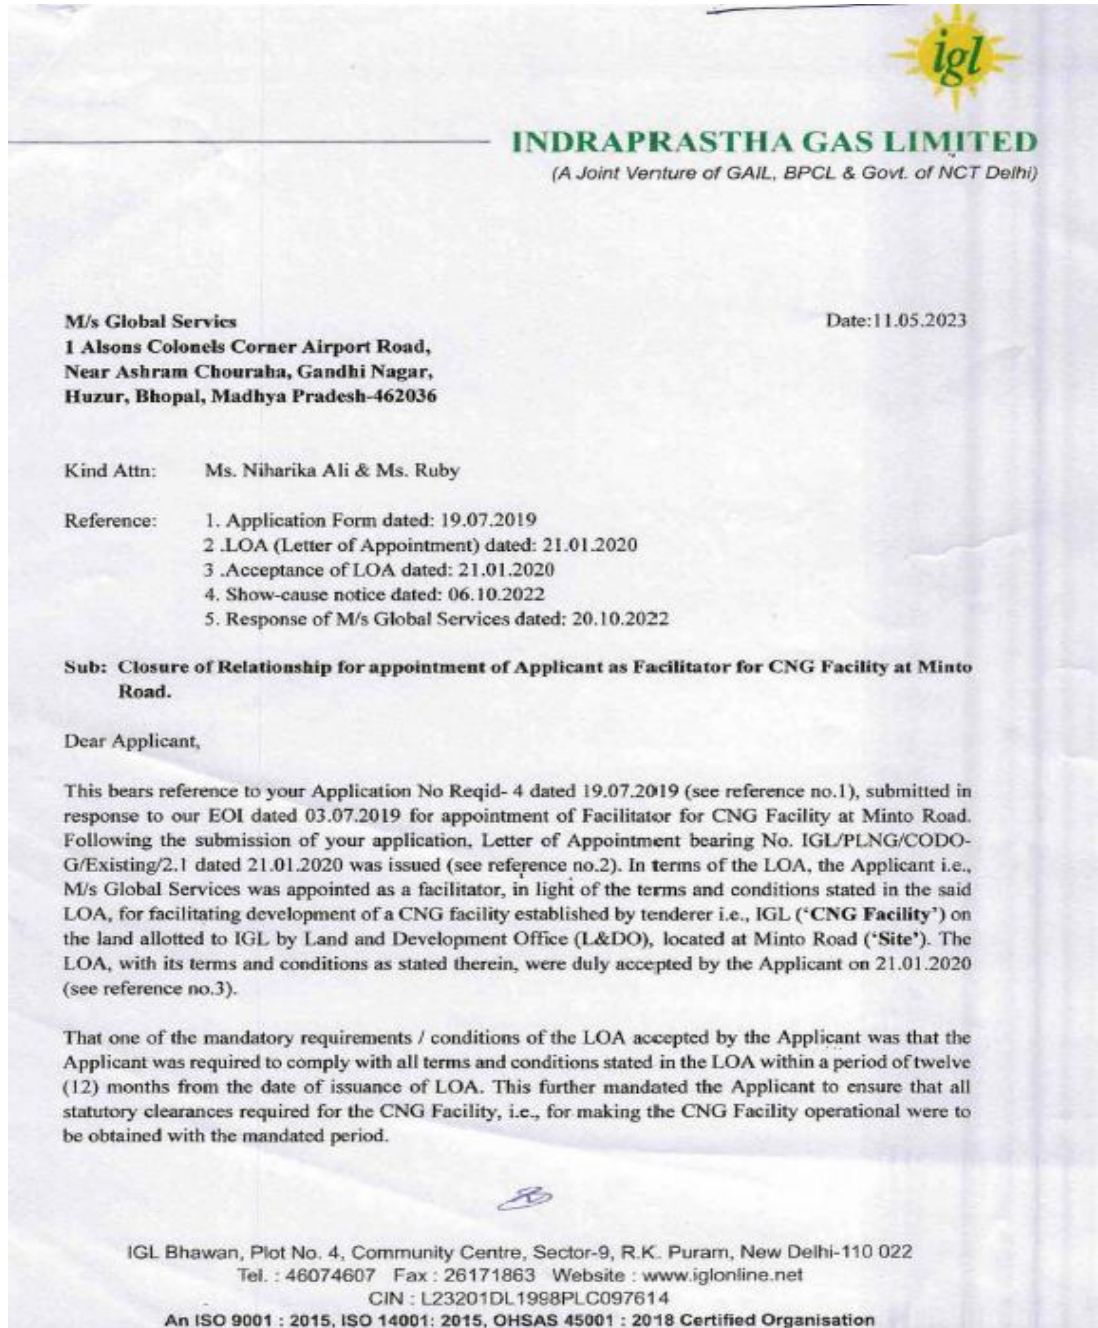 igl
INDRAPRASTHA GAS LIMITED
(A Joint Venture of GAIL, BPCL & Govt. of NCT Delhi)
M/s Global Servics
Date:11.05.2023
1 Alsons Colonels Corner Airport Road,
Near Ashram Chouraha, Gandhi Nagar,
Huzur, Bhopal, Madhya Pradesh-462036
Kind Attn: Ms. Niharika Ali & Ms. Ruby
Reference: 1. Application Form dated: 19.07.2019
2 .LOA (Letter of Appointment) dated: 21.01.2020
3 .Acceptance of LOA dated: 21.01.2020
4. Show-cause notice dated: 06.10.2022
5. Response of M/s Global Services dated: 20.10.2022
Sub: Closure of Relationship for appointment of Applicant as Facilitator for CNG Facility at Minto
Road.
Dear Applicant,
This bears reference to your Application No Reqid- 4 dated 19.07.2019 (see reference no.1), submitted in
response to our EOI dated 03.07.2019 for appointment of Facilitator for CNG Facility at Minto Road.
Following the submission of your application, Letter of Appointment bearing No. IGL/PLNG/CODO-
G/Existing/2.1 dated 21.01.2020 was issued (see reference no.2). In terms of the LOA, the Applicant i.e.,
M/s Global Services was appointed as a facilitator, in light of the terms and conditions stated in the said
LOA, for facilitating development of a CNG facility established by tenderer i.e., IGL (‘CNG Facility’) on
the land allotted to IGL by Land and Development Office (L&DO), located at Minto Road (‘Site’). The
LOA, with its terms and conditions as stated therein, were duly accepted by the Applicant on 21.01.2020
(see reference no.3).
That one of the mandatory requirements / conditions of the LOA accepted by the Applicant was that the
Applicant was required to comply with all terms and conditions stated in the LOA within a period of twelve
(12) months from the date of issuance of LOA. This further mandated the Applicant to ensure that all
statutory clearances required for the CNG Facility, i.e., for making the CNG Facility operational were to
be obtained with the mandated period.
IGL Bhawan, Plot No. 4, Community Centre, Sector-9, R.K. Puram, New Delhi-110 022
Tel. : 46074607 Fax : 26171863 Website : www.iglonline.net
CIN : L23201DL1998PLC097614
An ISO 9001 : 2015, ISO 14001: 2015, OHSAS 45001 : 2018 Certified Organisation